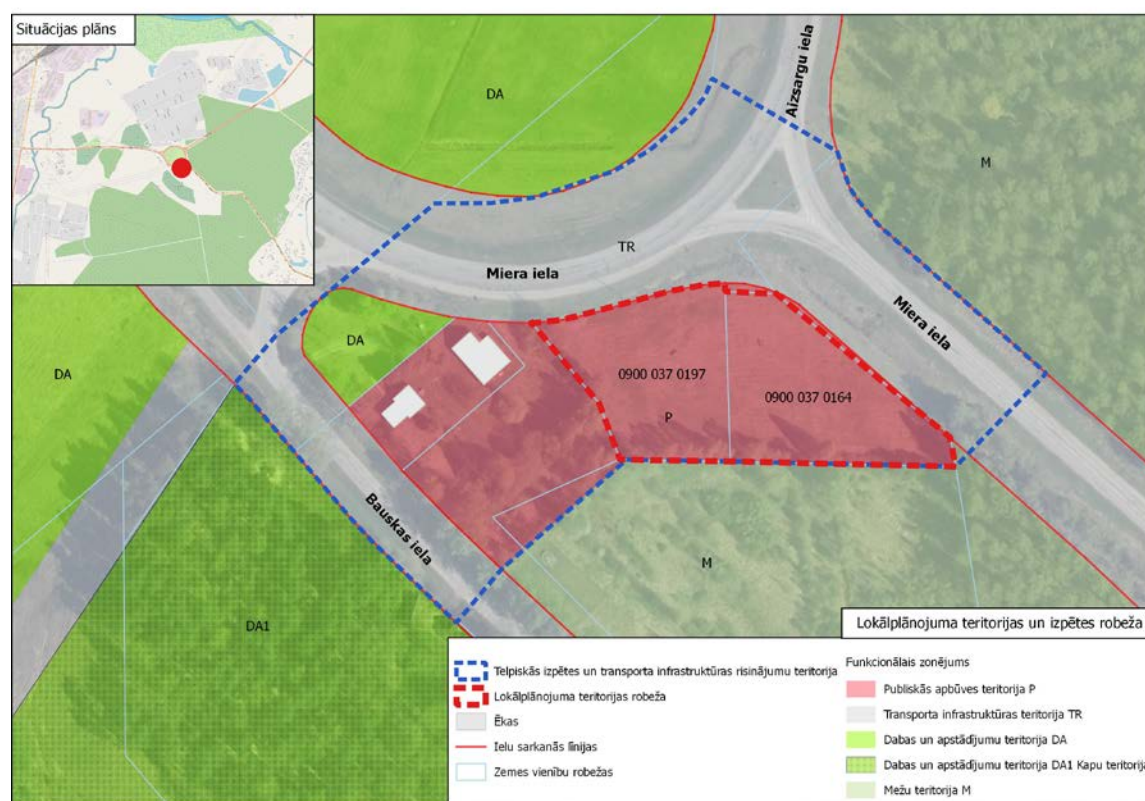 Situācijas plāns
DA
Aizsargu iela
M
TR
Miera iela
Miera iela
DA
DA
0900 037 0197
0900 037 0164
P
Bauskas iela
M
DA1
Lokālplānojuma teritorijas un izpētes robeža
Telpiskās izpētes un transporta infrastruktūras risinājumu teritorija
Lokālplānojuma teritorijas robeža
Ēkas
Ielu sarkanās līnijas
Zemes vienību robežas
Funkcionālais zonējums
Publiskās apbūves teritorija P
Transporta infrastruktūras teritorija TR
Dabas un apstādījumu teritorija DA
Dabas un apstādījumu teritorija DA1 Kapu teritorija
Mežu teritorija M